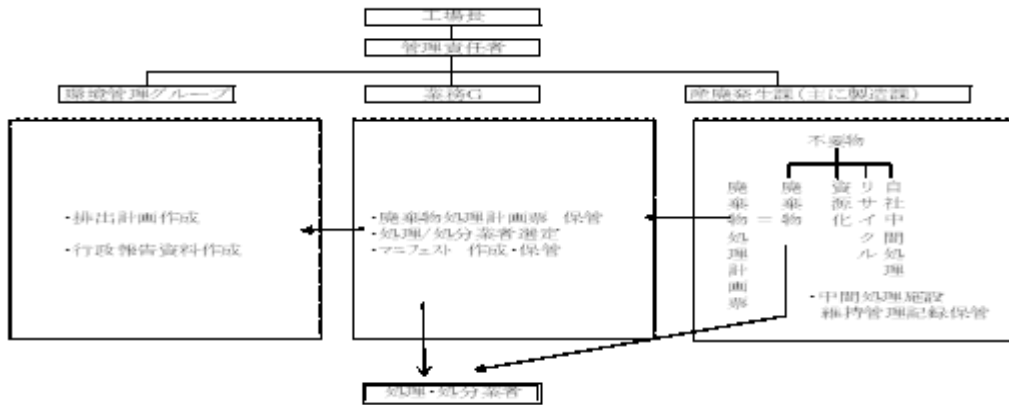 工場長
管理責任者
環境管理グループ
業務G
産廃発生課(主に製造課)
・排出計画作成
・行政報告資料作成
・廃棄物処理計画票 保管
・処理/処分業者選定
・マニフェスト 作成・保管
不要物
廃棄物処理計画票
=
廃棄物
資源化
リサイクル
自社中間処理
・中間処理施設
維持管理記録保管
処理・処分業者